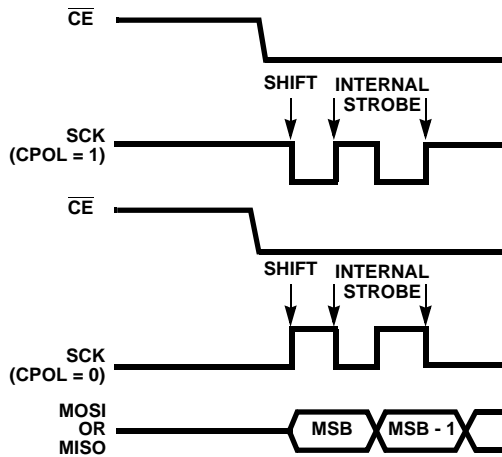 CE
SHIFT INTERNAL
STROBE
SCK
(CPOL = 1)
CE
SHIFT INTERNAL
STROBE
SCK
(CPOL = 0)
MOSI
OR
MISO
MSB MSB - 1